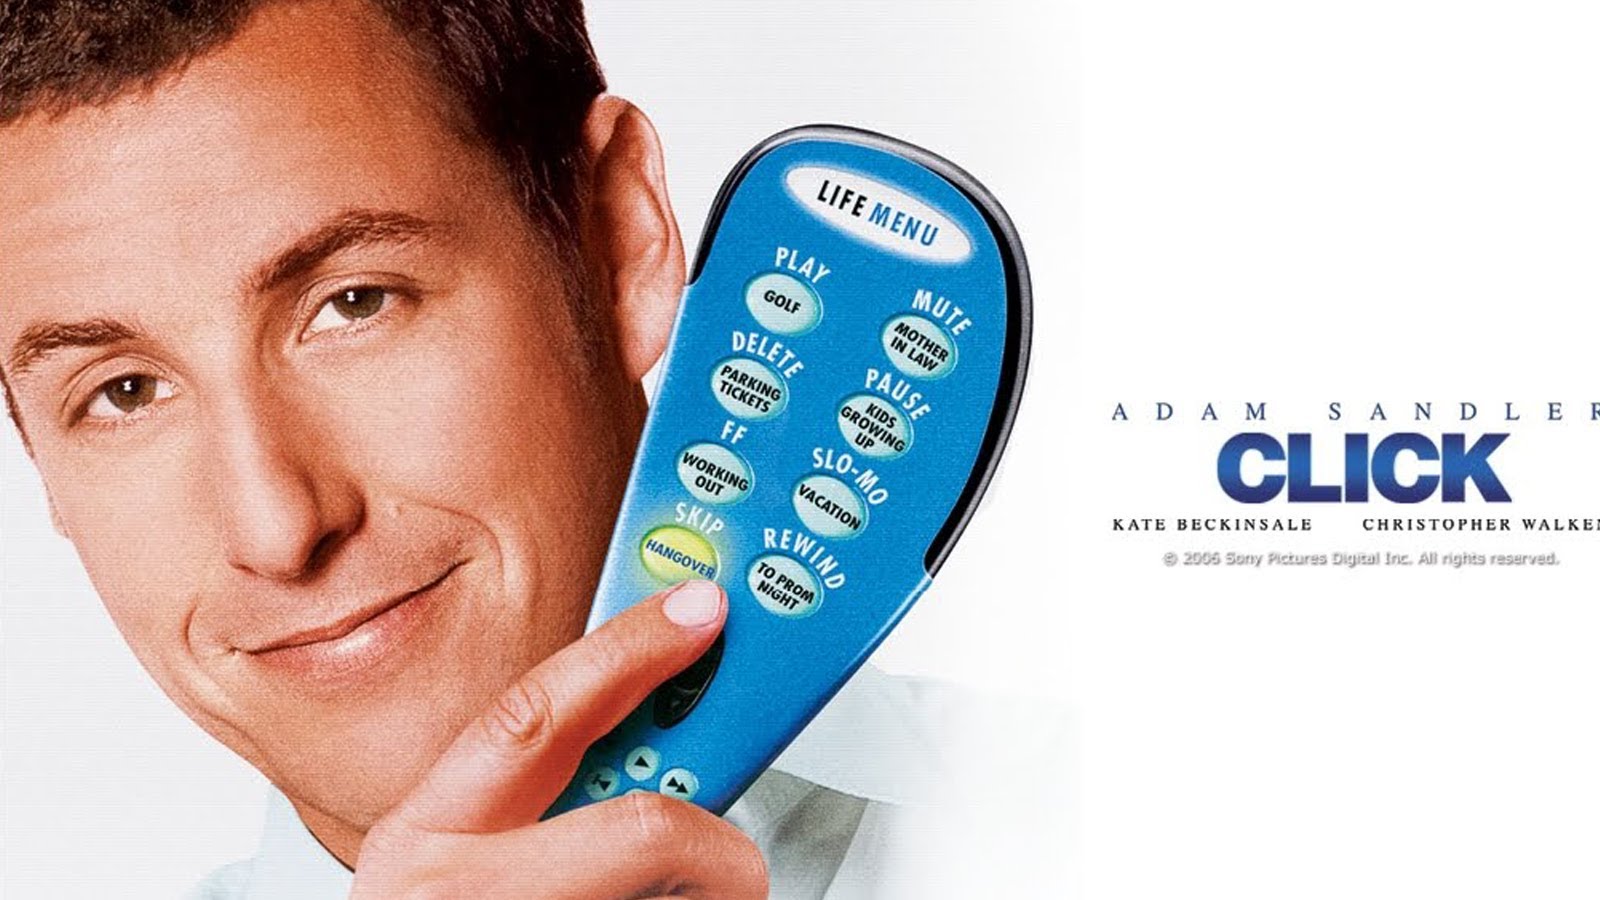 LIFE MENU
PLAY
GOLF
MUTE
MOTHER
IN LAW
DELETE
PARKING
TICKETS
PAUSE
KIDS
GROWING
UP
FF
WORKING
OUT
SLO-MO
VACATION
SKIP
HANGOVER
REWIND
TO PROM
NIGHT
ADAM SANDLER
CLICK
KATE BECKINSALE CHRISTOPHER WALKEN
© 2006 Sony Pictures Digital Inc. All rights reserved.